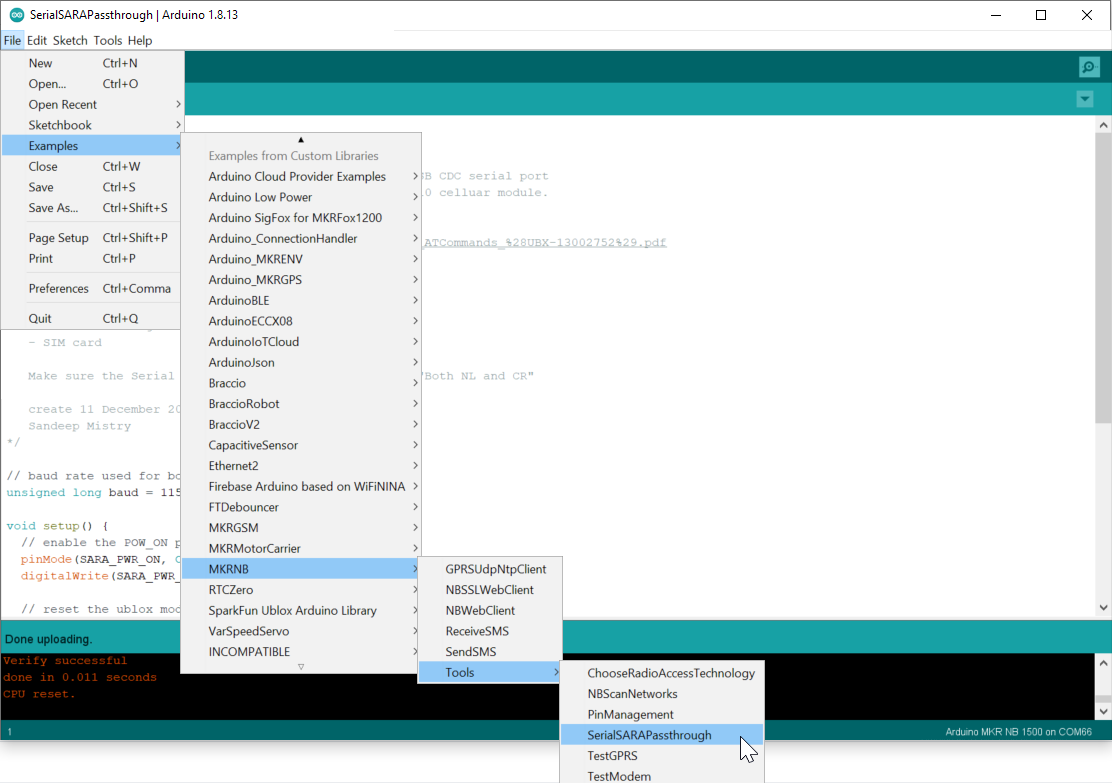 SerialSARAPassthrough | Arduino 1.8.13
File Edit Sketch Tools Help
New Ctrl+N
Open... Ctrl+O
Open Recent
Sketchbook
Examples
Close Ctrl+W
Save Ctrl+S
Save As... Ctrl+Shift+S
Page Setup Ctrl+Shift+P
Print Ctrl+P
Preferences Ctrl+Comma
Quit Ctrl+Q
Examples from Custom Libraries
Arduino Cloud Provider Examples
Arduino Low Power
Arduino SigFox for MKRFox1200
Arduino_ConnectionHandler
Arduino_MKRENV
Arduino_MKRGPS
ArduinoBLE
ArduinoECCX08
ArduinoIoTCloud
ArduinoJson
Braccio
BraccioRobot
BraccioV2
CapacitiveSensor
Ethernet2
Firebase Arduino based on WiFiNINA
FTDebouncer
MKRGSM
MKRMotorCarrier
MKRNB
RTCZero
SparkFun Ublox Arduino Library
VarSpeedServo
INCOMPATIBLE
GPRSUdpNtpClient
NBSSLWebClient
NBWebClient
ReceiveSMS
SendSMS
Tools
ChooseRadioAccessTechnology
NBScanNetworks
PinManagement
SerialSARAPassthrough
TestGPRS
TestModem
SB CDC serial port
.0 celluar module.
_ATCommands_%28UBX-13002752%29.pdf
- SIM card
Make sure the Serial "Both NL and CR"
create 11 December 20
Sandeep Mistry
*/
// baud rate used for bo
unsigned long baud = 115
void setup() {
// enable the POW_ON p
pinMode(SARA_PWR_ON, O
digitalWrite(SARA_PWR_
// reset the ublox mod
Done uploading.
Verify successful
done in 0.011 seconds
CPU reset.
1 Arduino MKR NB 1500 on COM66